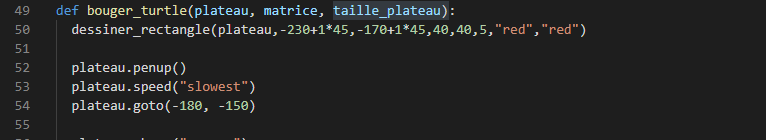 49 def bouger_turtle(plateau, matrice, taille_plateau):
50 dessiner_rectangle(plateau,-230+1*45,-170+1*45,40,40,5,"red","red")
51
52 plateau.penup()
53 plateau.speed("slowest")
54 plateau.goto(-180, -150)
55